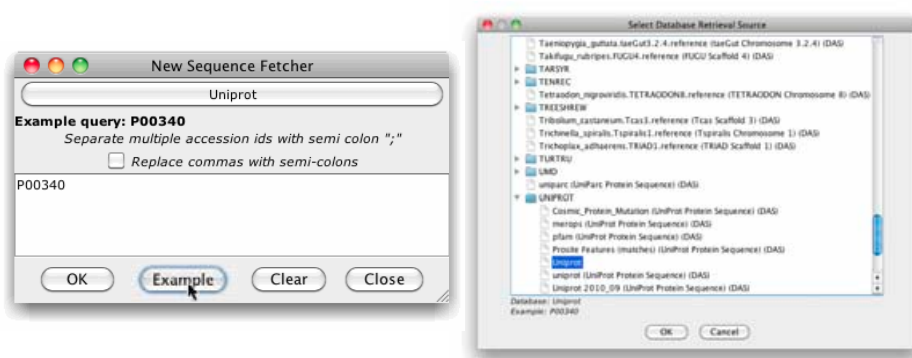 New Sequence Fetcher
Uniprot
Example query: P00340
Separate multiple accession ids with semi colon ";"
Replace commas with semi-colons
P00340
OK
Example
Clear
Close
Select Database Retrieval Source
Taeniopygia_guttata.taeGut3.2.4.reference (taeGut Chromosome 3.2.4) (DAS)
Takifugu_rubripes.FUGU4.reference (FUGU Scaffold 4) (DAS)
TARSYR
TENREC
Tetraodon_nigroviridis.TETRAODON8.reference (TETRAODON Chromosome 8) (DAS)
TREESHREW
Tribolium_castaneum.Tcas3.reference (Tcas Scaffold 3) (DAS)
Trichinella_spiralis.Tspiralis1.reference (Tspiralis Chromosome 1) (DAS)
Trichoplax_adhaerens.TRIAD1.reference (TRIAD Scaffold 1) (DAS)
TURTRU
UMD
uniparc (UniParc Protein Sequence) (DAS)
UNIPROT
Cosmic_Protein_Mutation (UniProt Protein Sequence) (DAS)
merops (UniProt Protein Sequence) (DAS)
pfam (UniProt Protein Sequence) (DAS)
Prosite Features (matches) (UniProt Protein Sequence) (DAS)
Uniprot
uniprot (UniProt Protein Sequence) (DAS)
Uniprot 2010_09 (UniProt Protein Sequence) (DAS)
Database: Uniprot
Example: P00340
OK
Cancel